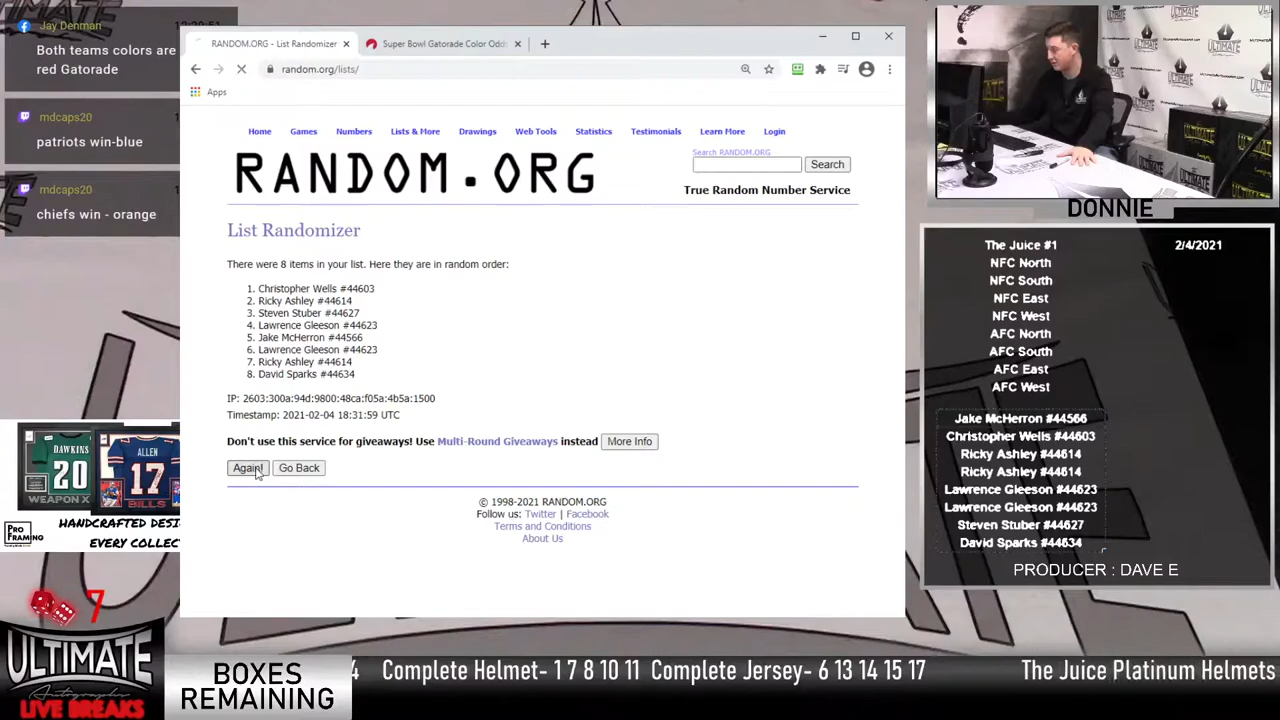 Jay Denman
Both teams colors are
red Gatorade
mdcaps20
patriots win-blue
mdcaps20
chiefs win - orange
RANDOM.ORG - List Randomizer
Super Bowl Gatorade Color Odd
random.org/lists/
Apps
Home Games Numbers Lists & More Drawings Web Tools Statistics Testimonials Learn More Login
RANDOM.ORG
Search RANDOM.ORG
Search
True Random Number Service
List Randomizer
There were 8 items in your list. Here they are in random order:
1. Christopher Wells #44603
2. Ricky Ashley #44614
3. Steven Stuber #44627
4. Lawrence Gleeson #44623
5. Jake McHerron #44566
6. Lawrence Gleeson #44623
7. Ricky Ashley #44614
8. David Sparks #44634
IP: 2603:300a:94d:9800:48ca:f05a:4b5a:1500
Timestamp: 2021-02-04 18:31:59 UTC
Don't use this service for giveaways! Use Multi-Round Giveaways instead More Info
Again! Go Back
© 1998-2021 RANDOM.ORG
Follow us: Twitter | Facebook
Terms and Conditions
About Us
ULTIMATE
DONNIE
The Juice #1 2/4/2021
NFC North
NFC South
NFC East
NFC West
AFC North
AFC South
AFC East
AFC West
Jake McHerron #44566
Christopher Wells #44603
Ricky Ashley #44614
Ricky Ashley #44614
Lawrence Gleeson #44623
Lawrence Gleeson #44623
Steven Stuber #44627
David Sparks #44634
PRODUCER : DAVE E
DAWKINS
20
WEAPON X
ALLEN
17
BILLS
PRO
FRAMING
HANDCRAFTED DESI
EVERY COLLECT
7
ULTIMATE
Autographs
LIVE BREAKS
BOXES
REMAINING
4 Complete Helmet- 1 7 8 10 11 Complete Jersey- 6 13 14 15 17 The Juice Platinum Helmets